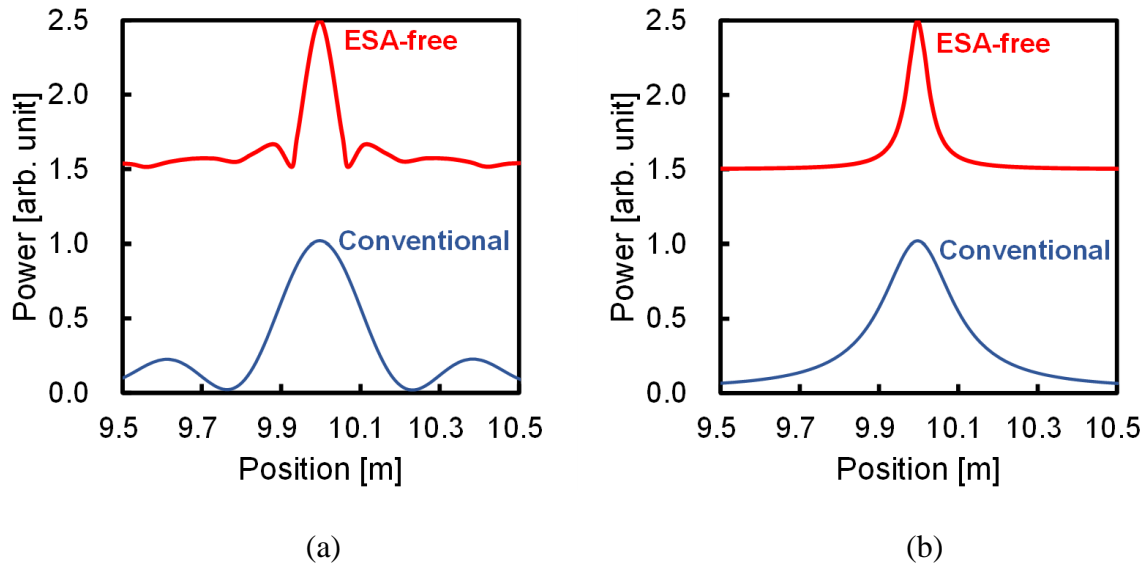 Power [arb. unit]
2.5
2.0
1.5
1.0
0.5
0.0
ESA-free
Conventional
9.5 9.7 9.9 10.1 10.3 10.5
Position [m]
(a)
Power [arb. unit]
2.5
2.0
1.5
1.0
0.5
0.0
ESA-free
Conventional
9.5 9.7 9.9 10.1 10.3 10.5
Position [m]
(b)